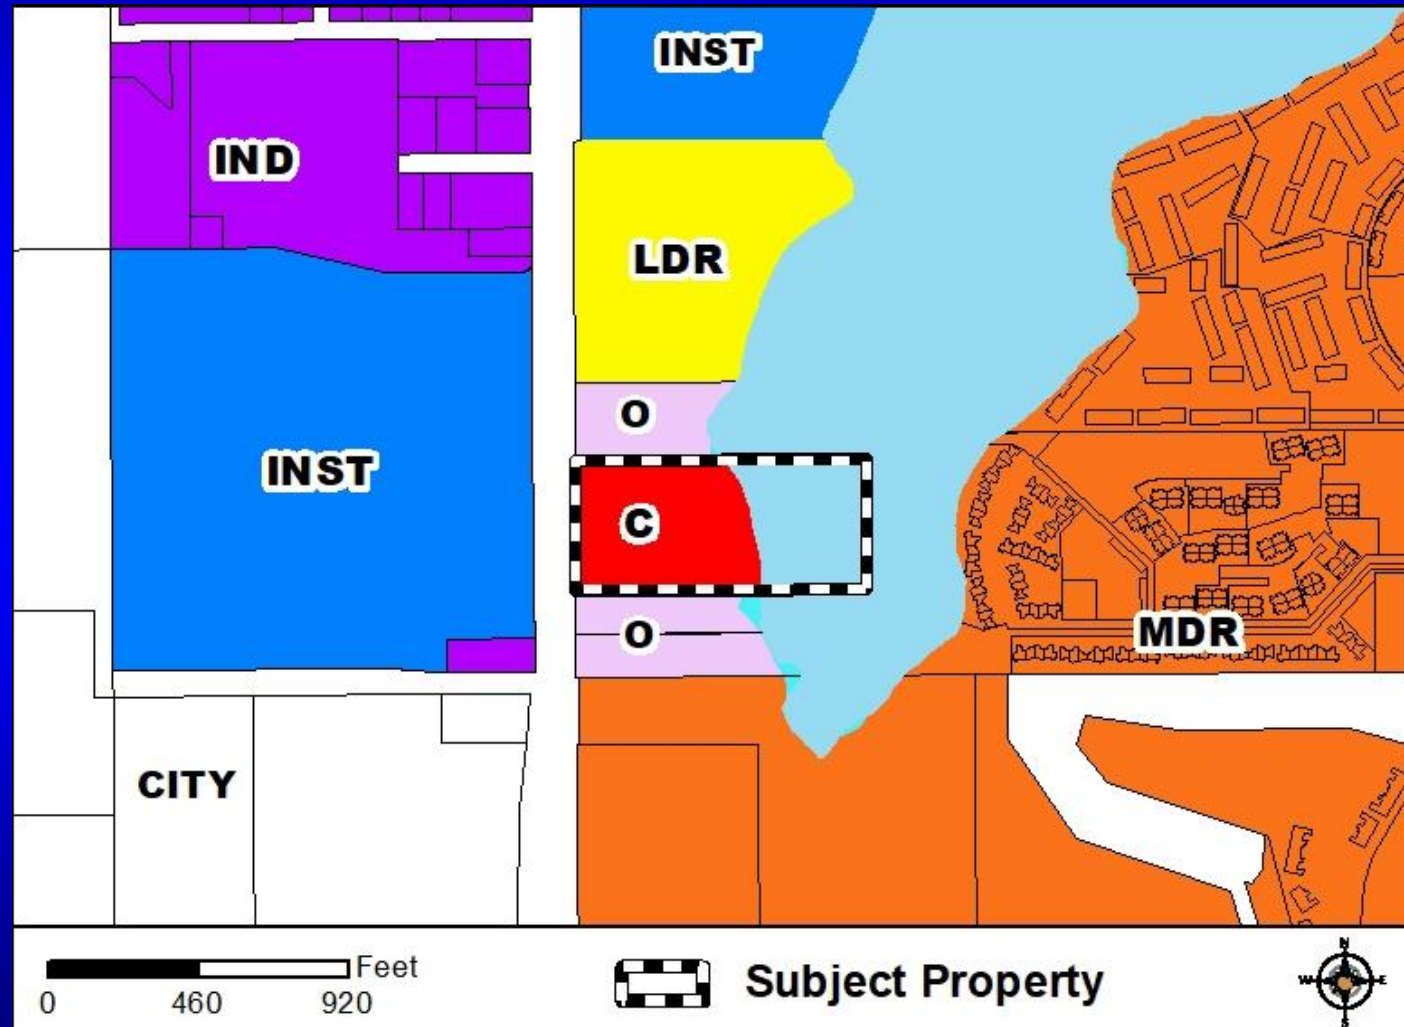 INST
IND
LDR
O
INST
C
O
MDR
CITY
Feet
0 460 920
Subject Property
N
W E
S